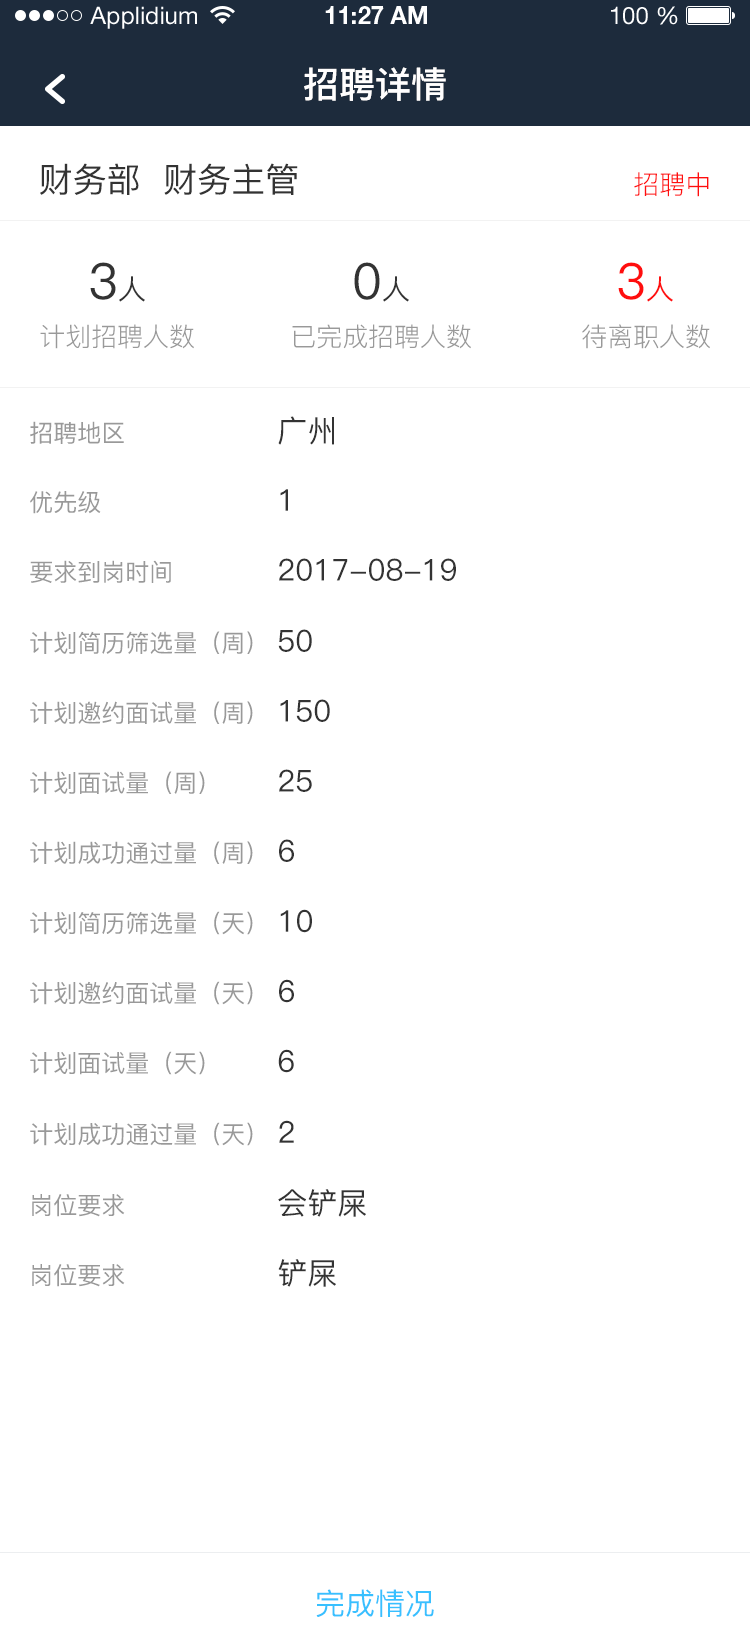 Applidium 11:27 AM 100 %
招聘详情
财务部 财务主管 招聘中
3人 0人 3人
计划招聘人数 已完成招聘人数 待离职人数
招聘地区 广州
优先级 1
要求到岗时间 2017-08-19
计划简历筛选量（周） 50
计划邀约面试量（周） 150
计划面试量（周） 25
计划成功通过量（周） 6
计划简历筛选量（天） 10
计划邀约面试量（天） 6
计划面试量（天） 6
计划成功通过量（天） 2
岗位要求 会铲屎
岗位要求 铲屎
完成情况